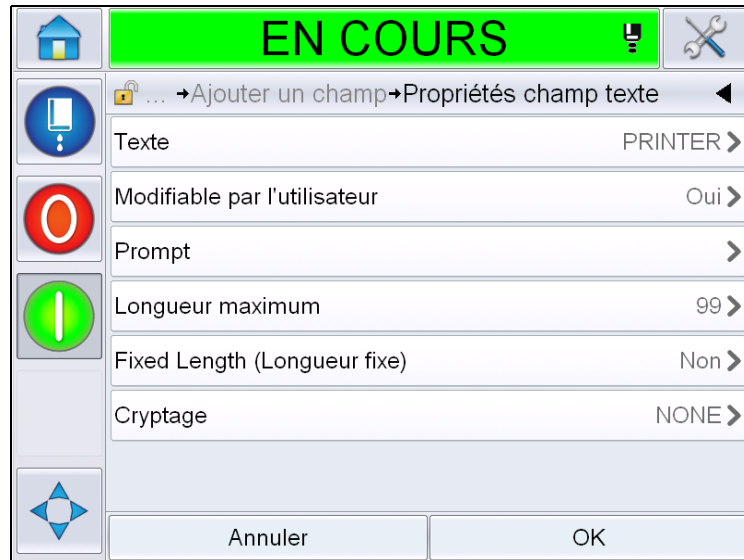 EN COURS
... →Ajouter un champ→Propriétés champ texte
Texte PRINTER
Modifiable par l'utilisateur Oui
Prompt
Longueur maximum 99
Fixed Length (Longueur fixe) Non
Cryptage NONE
Annuler OK